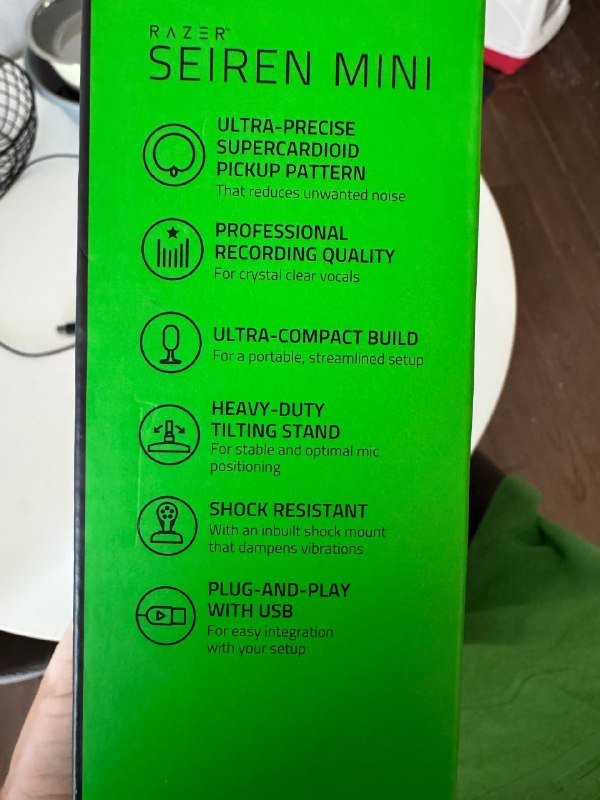 RAZER™
SEIREN MINI
ULTRA-PRECISE
SUPERCARDIOID
PICKUP PATTERN
That reduces unwanted noise
PROFESSIONAL
RECORDING QUALITY
For crystal clear vocals
ULTRA-COMPACT BUILD
For a portable, streamlined setup
HEAVY-DUTY
TILTING STAND
For stable and optimal mic
positioning
SHOCK RESISTANT
With an inbuilt shock mount
that dampens vibrations
PLUG-AND-PLAY
WITH USB
For easy integration
with your setup